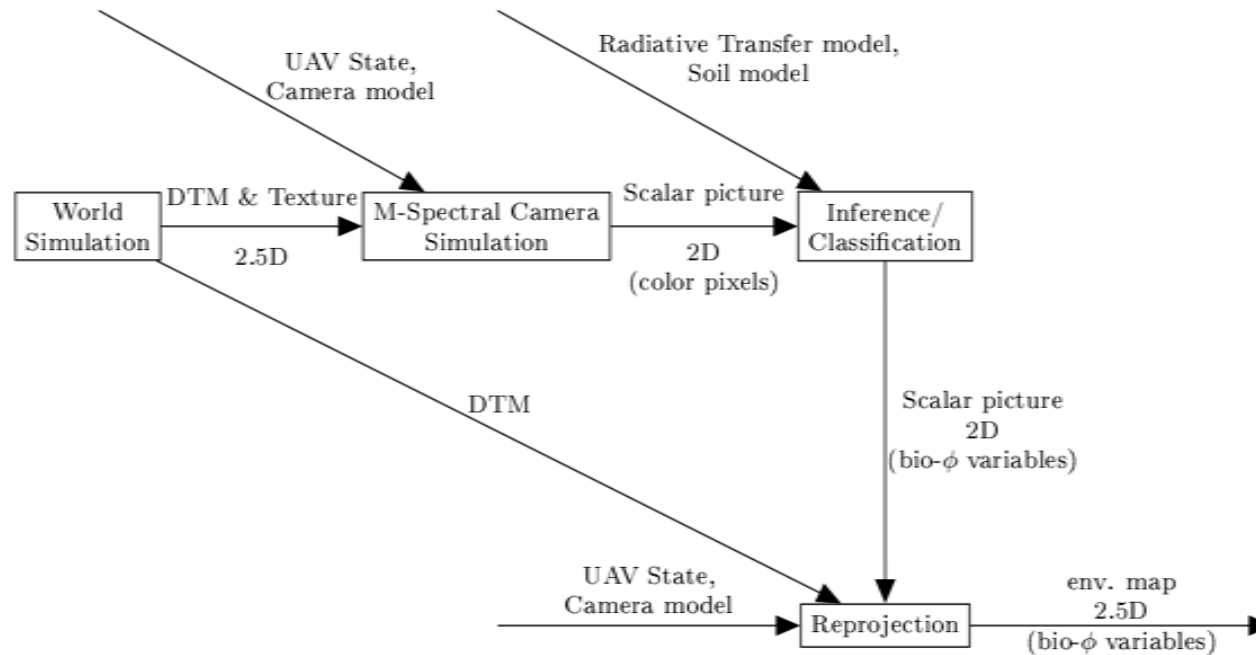 UAV State,
Camera model
Radiative Transfer model,
Soil model
World
Simulation
DTM & Texture
2.5D
M-Spectral Camera
Simulation
Scalar picture
2D
(color pixels)
Inference/
Classification
DTM
Scalar picture
2D
(bio-ϕ variables)
UAV State,
Camera model
Reprojection
env. map
2.5D
(bio-ϕ variables)